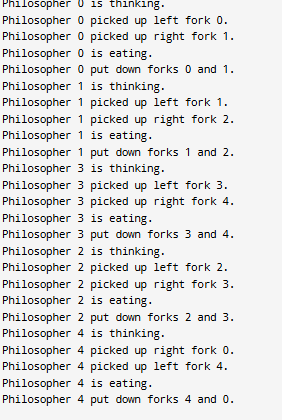 Philosopher 0 is thinking.
Philosopher 0 picked up left fork 0.
Philosopher 0 picked up right fork 1.
Philosopher 0 is eating.
Philosopher 0 put down forks 0 and 1.
Philosopher 1 is thinking.
Philosopher 1 picked up left fork 1.
Philosopher 1 picked up right fork 2.
Philosopher 1 is eating.
Philosopher 1 put down forks 1 and 2.
Philosopher 3 is thinking.
Philosopher 3 picked up left fork 3.
Philosopher 3 picked up right fork 4.
Philosopher 3 is eating.
Philosopher 3 put down forks 3 and 4.
Philosopher 2 is thinking.
Philosopher 2 picked up left fork 2.
Philosopher 2 picked up right fork 3.
Philosopher 2 is eating.
Philosopher 2 put down forks 2 and 3.
Philosopher 4 is thinking.
Philosopher 4 picked up right fork 0.
Philosopher 4 picked up left fork 4.
Philosopher 4 is eating.
Philosopher 4 put down forks 4 and 0.